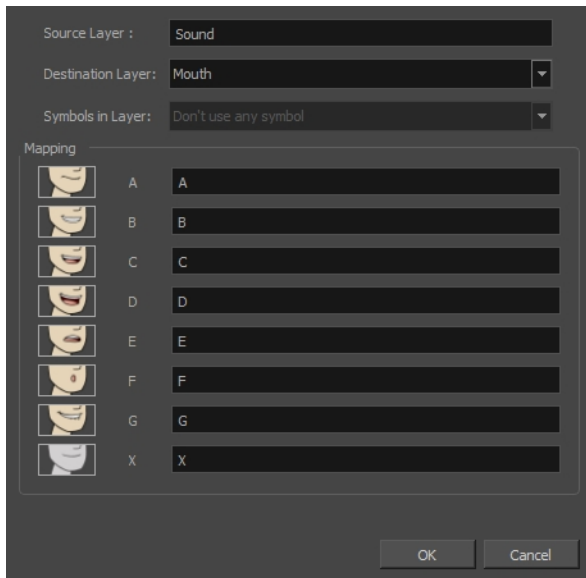 Source Layer : Sound
Destination Layer: Mouth
Symbols in Layer: Don't use any symbol
Mapping
A A
B B
C C
D D
E E
F F
G G
X X
OK Cancel